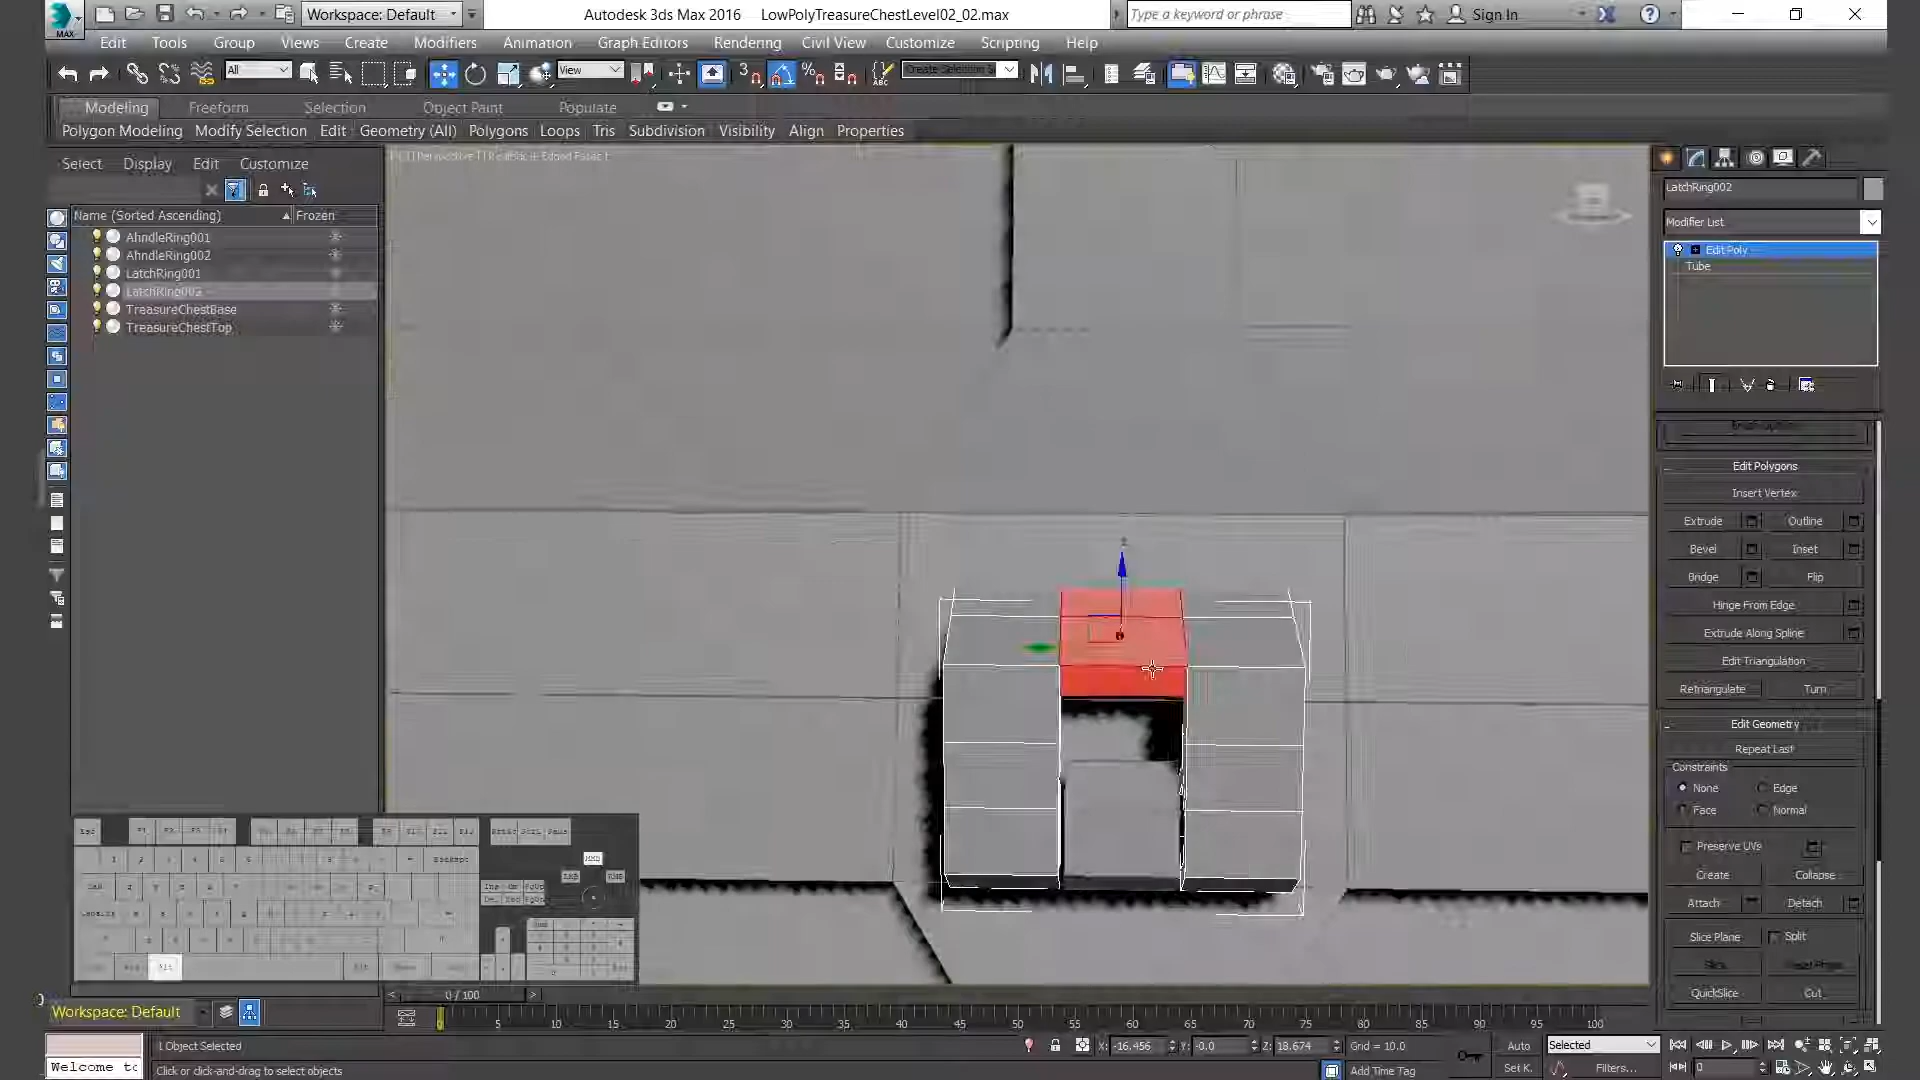 MAX
Workspace: Default
Autodesk 3ds Max 2016
LowPolyTreasureChestLevel02_02.max
Type a keyword or phrase
Sign In
Edit Tools Group Views Create Modifiers Animation Graph Editors Rendering Civil View Customize Scripting Help
All
View
Modeling Freeform Selection Object Paint Populate
Polygon Modeling Modify Selection Edit Geometry (All) Polygons Loops Tris Subdivision Visibility Align Properties
Select Display Edit Customize
Name (Sorted Ascending) Frozen
AhndleRing001
AhndleRing002
LatchRing001
LatchRing002
TreasureChestBase
TreasureChestTop
LatchRing002
Modifier List
Edit Poly
Tube
Edit Polygons
Insert Vertex
Extrude Outline
Bevel Inset
Bridge Flip
Hinge From Edge
Extrude Along Spline
Edit Triangulation
Retriangulate Turn
Edit Geometry
Repeat Last
Constraints
None Edge
Face Normal
Preserve UVs
Create Collapse
Attach Detach
Slice Plane Split
Slice
QuickSlice Cut
0 / 100
Workspace: Default
0 5 10 15 20 25 30 35 40 45 50 55 60 65 70 75 80 85 90 95 100
1 Object Selected
X: -16.456 Y: -0.0 Z: 18.674 Grid = 10.0
Auto
Selected
Welcome to
Click or click-and-drag to select objects
Add Time Tag
Set K.
Filters...
0